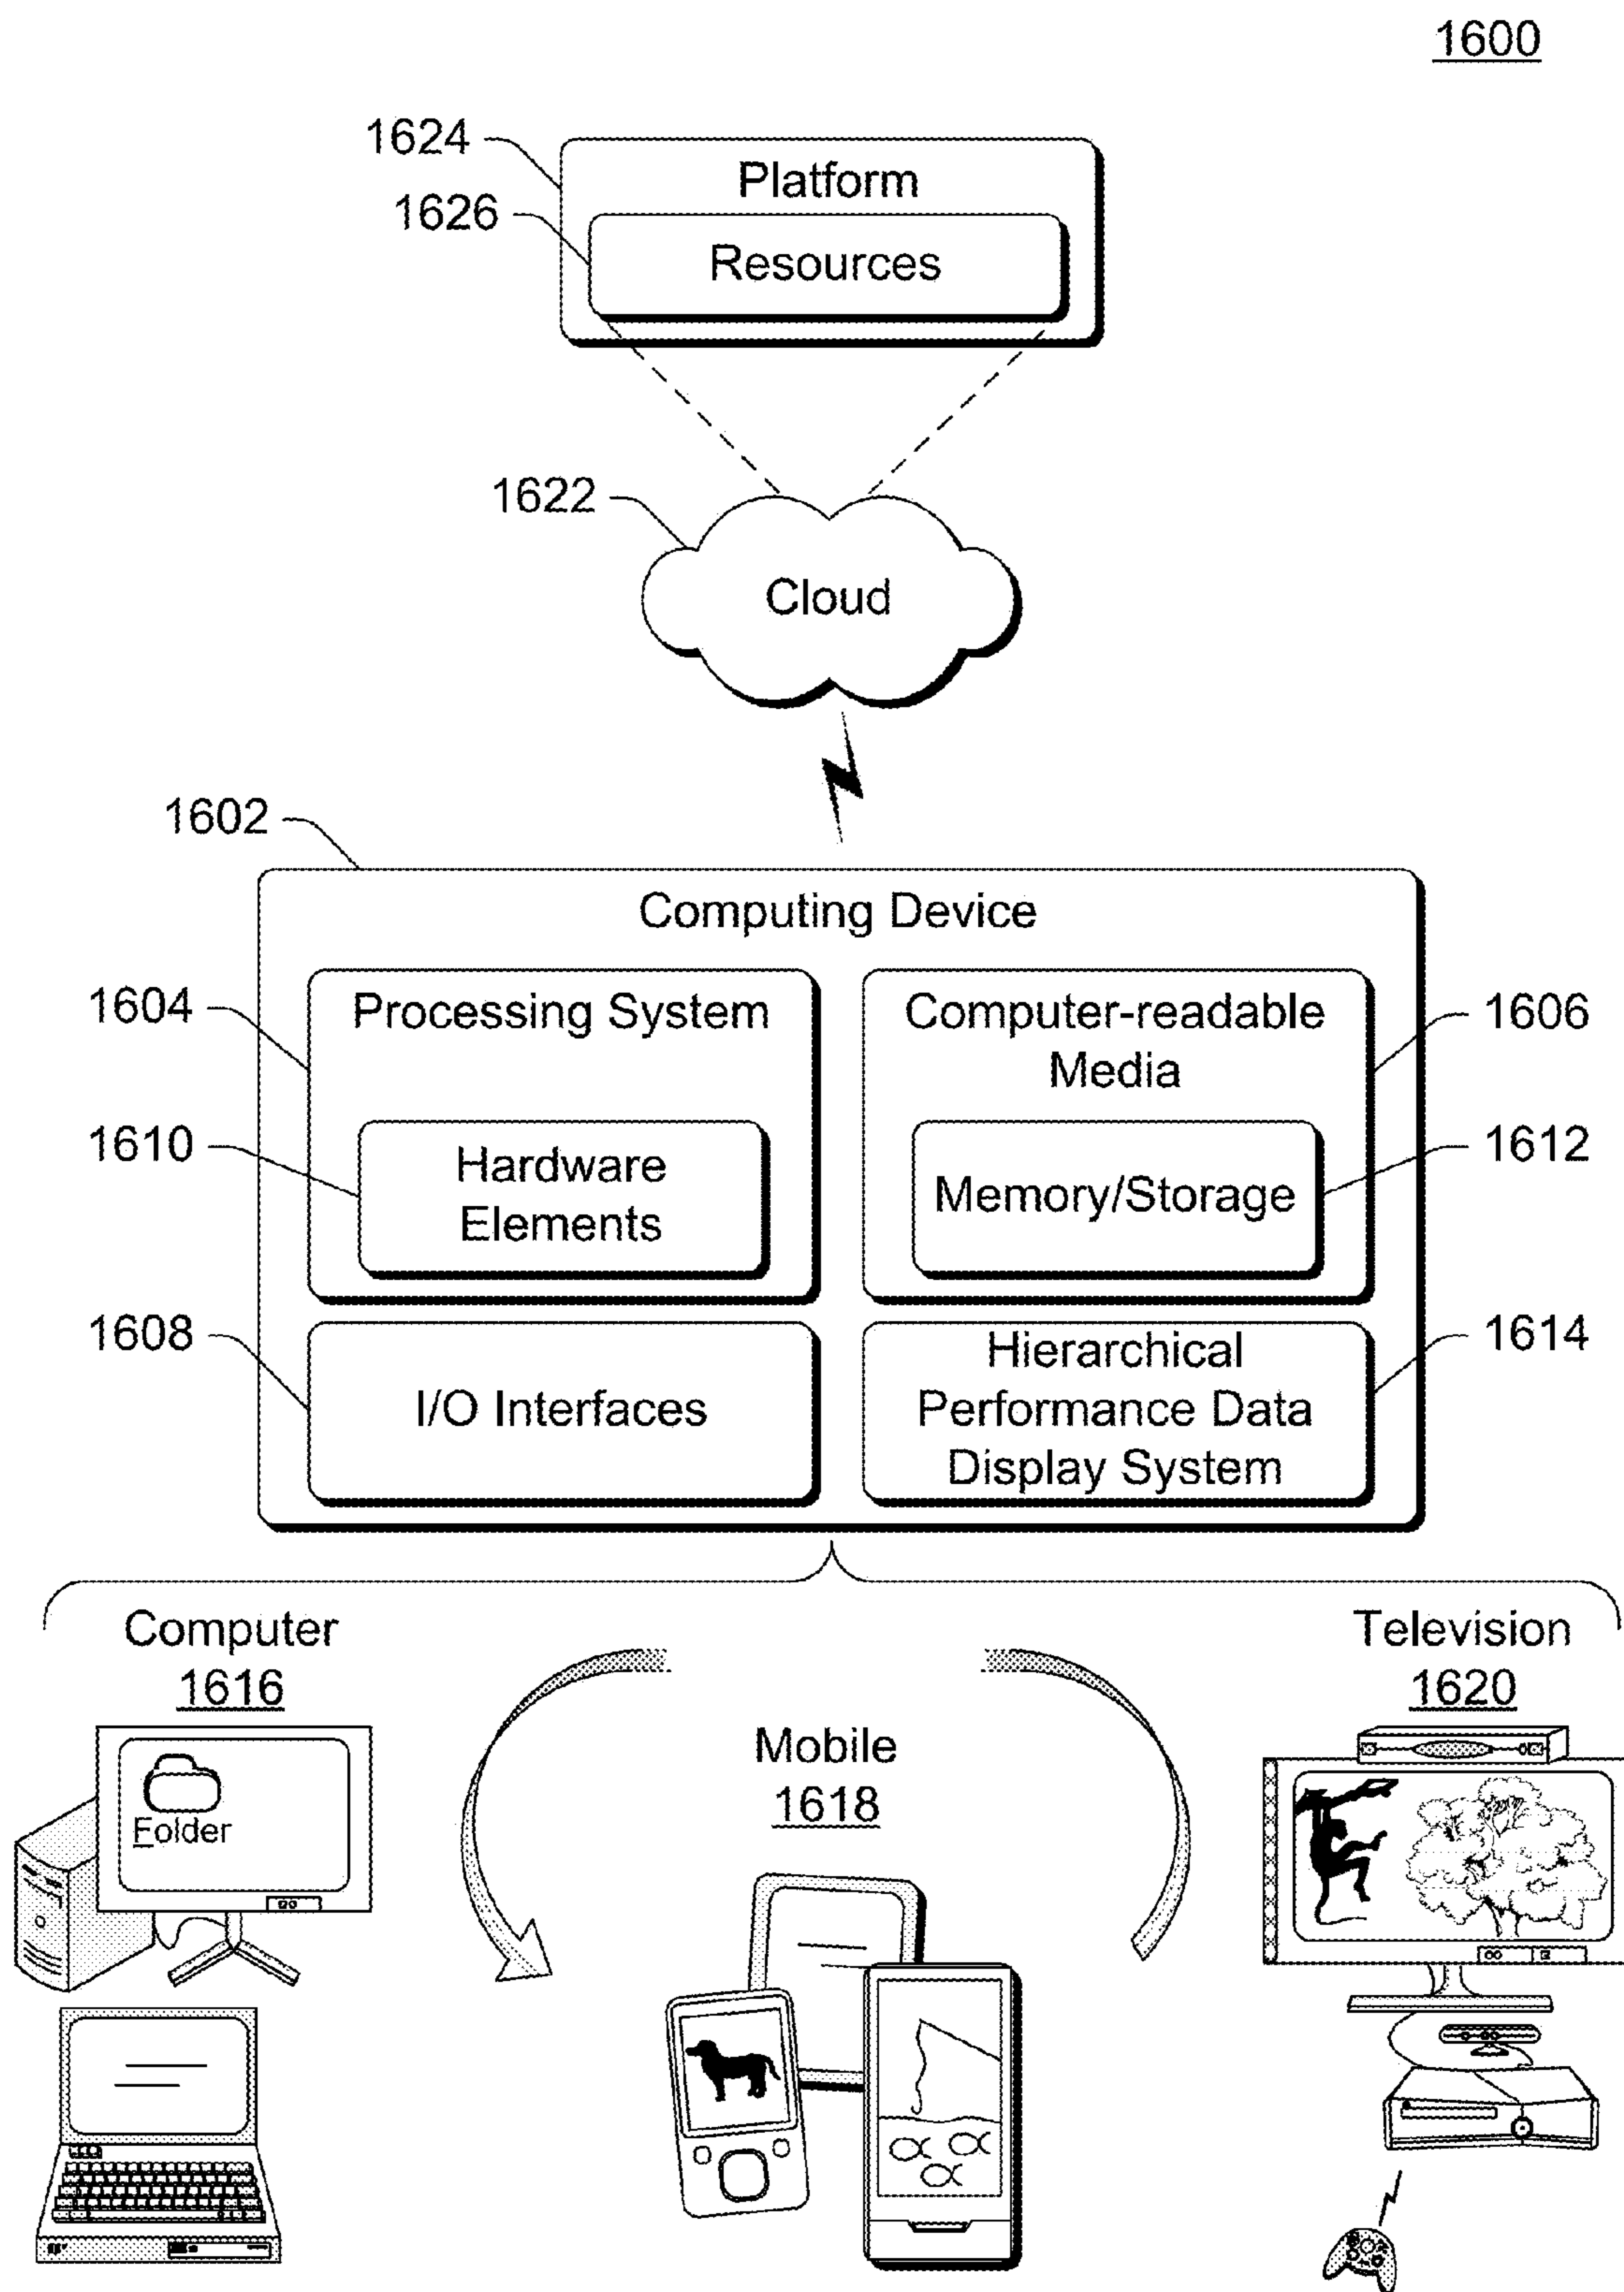 1600
1624
Platform
1626
Resources
1622
Cloud
1602
Computing Device
1604
Processing System
Computer-readable
Media
1606
1610
Hardware
Elements
Memory/Storage
1612
1608
I/O Interfaces
Hierarchical
Performance Data
Display System
1614
Computer
1616
Folder
Mobile
1618
Television
1620